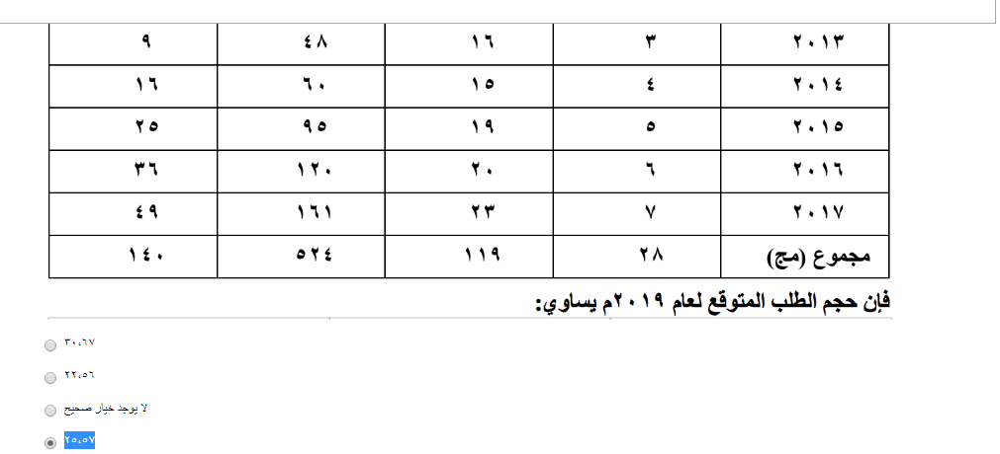 ٢٠١٣ ٣ ١٦ ٤٨ ٩
٢٠١٤ ٤ ١٥ ٦٠ ١٦
٢٠١٥ ٥ ١٩ ٩٥ ٢٥
٢٠١٦ ٦ ٢٠ ١٢٠ ٣٦
٢٠١٧ ٧ ٢٣ ١٦١ ٤٩
مجموع (مج) ٢٨ ١١٩ ٥٢٤ ١٤٠
فإن حجم الطلب المتوقع لعام ٢٠١٩م يساوي:
٣٠،٦٧
٢٢،٥٦
لا يوجد خيار صحيح
٢٥،٥٧